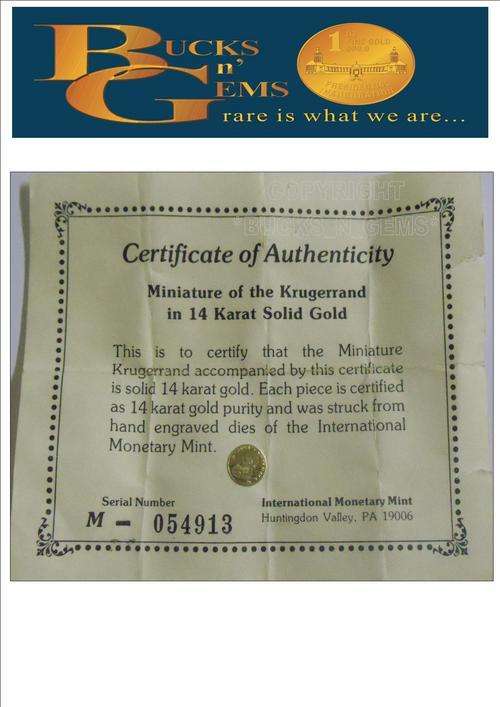 BUCKS
n'
GEMS
rare is what we are...
1
COPYRIGHT
"BUCKS N GEMS"
Certificate of Authenticity
Miniature of the Krugerrand
in 14 Karat Solid Gold
This is to certify that the Miniature
Krugerrand accompanied by this certificate
is solid 14 karat gold. Each piece is certified
as 14 karat gold purity and was struck from
hand engraved dies of the International
Monetary Mint.
Serial Number
M - 054913
International Monetary Mint
Huntingdon Valley, PA 19006